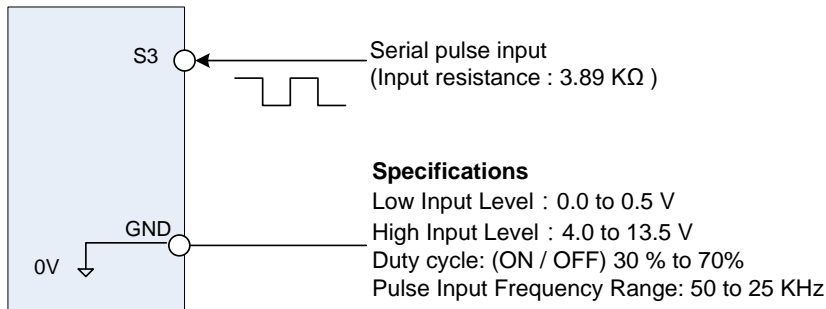 S3
Serial pulse input
(Input resistance : 3.89 KΩ )
Specifications
Low Input Level：0.0 to 0.5 V
GND
High Input Level：4.0 to 13.5 V
0V
Duty cycle: (ON / OFF) 30 % to 70%
Pulse Input Frequency Range: 50 to 25 KHz